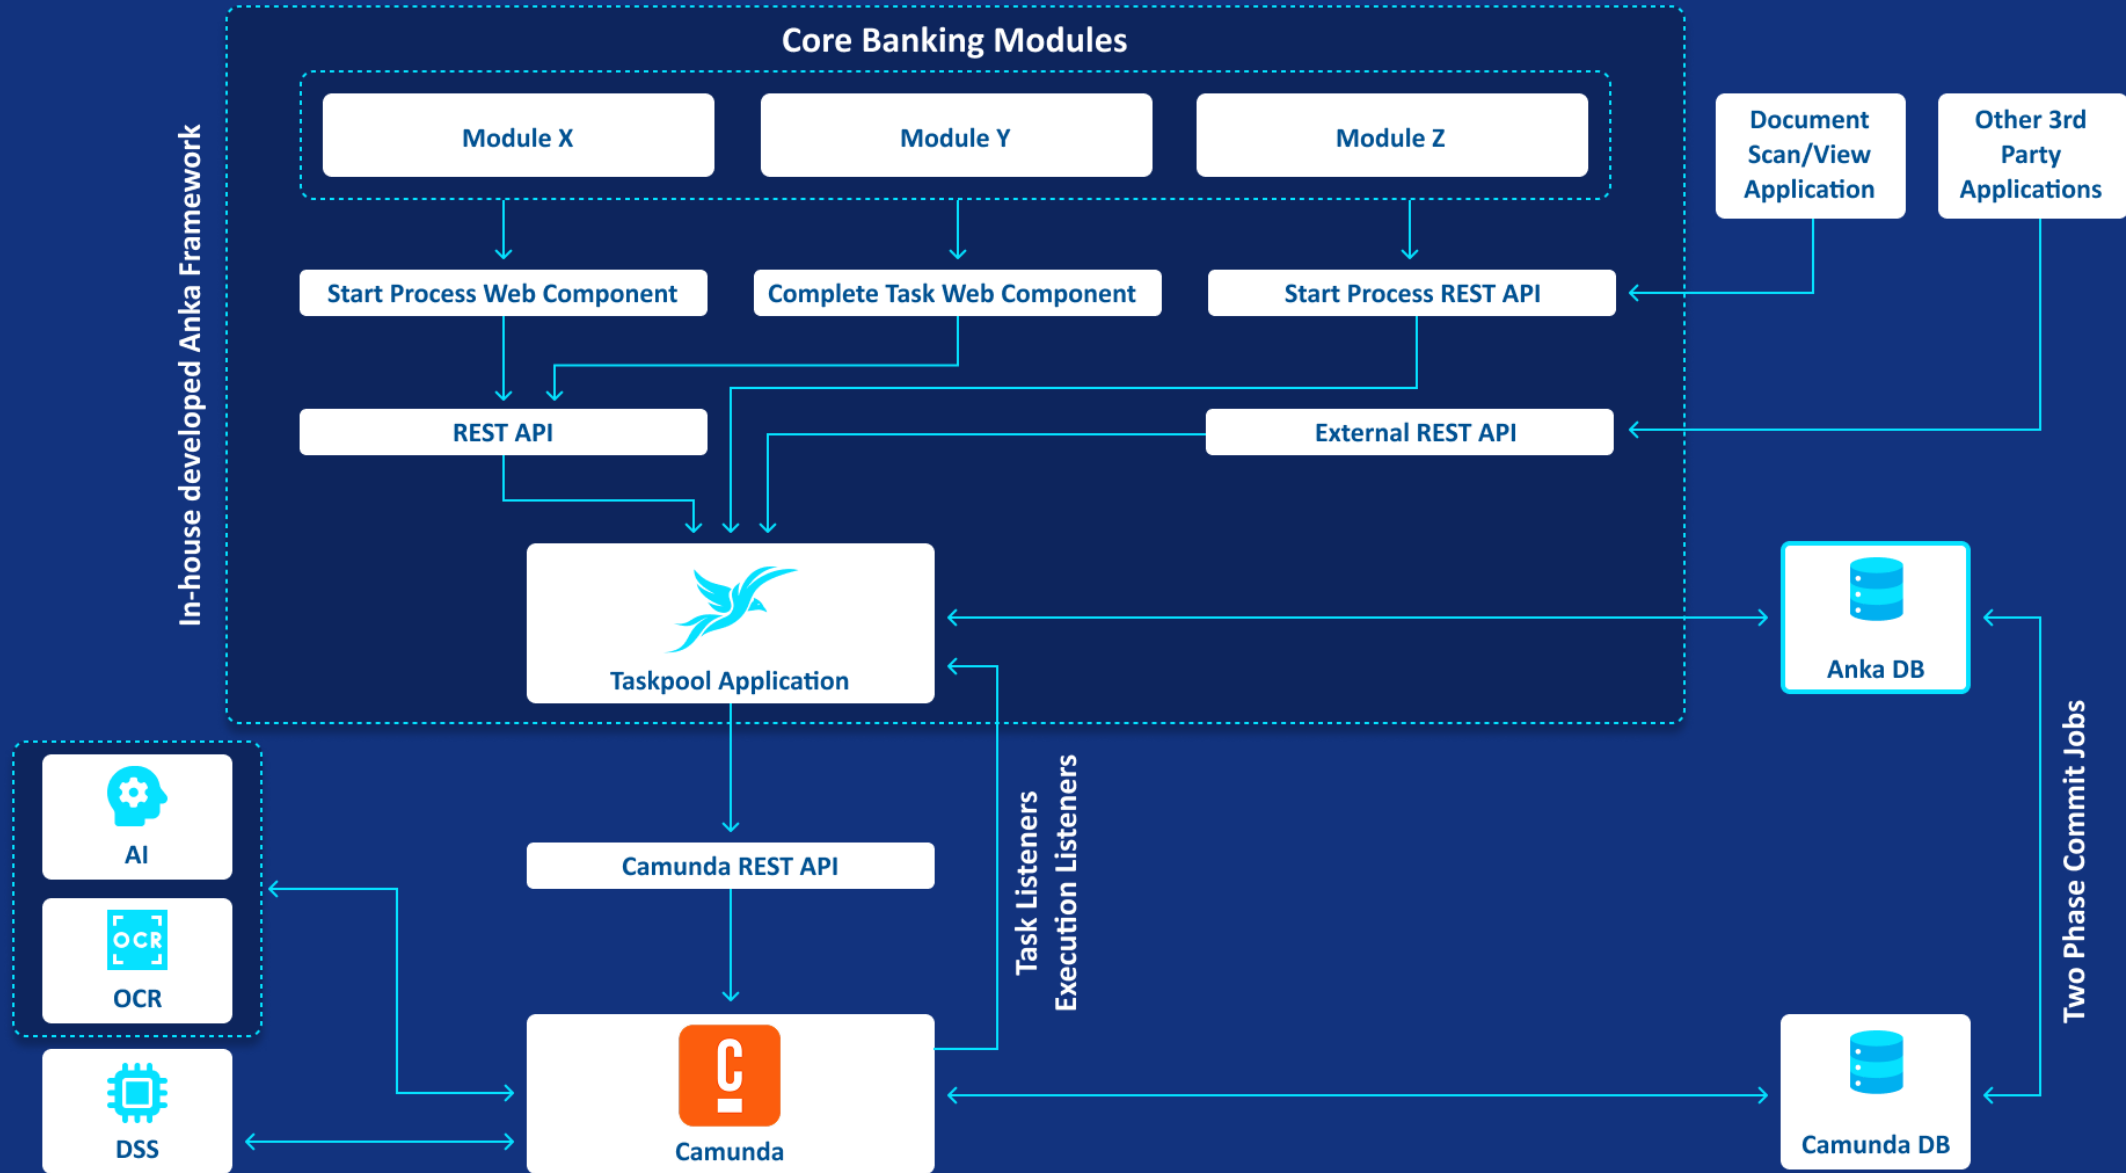 Core Banking Modules
In-house developed Anka Framework
Module X
Module Y
Module Z
Document
Scan/View
Application
Other 3rd
Party
Applications
Start Process Web Component
Complete Task Web Component
Start Process REST API
REST API
External REST API
Taskpool Application
Anka DB
AI
OCR
OCR
DSS
Camunda REST API
Task Listeners
Execution Listeners
Two Phase Commit Jobs
C
Camunda
Camunda DB